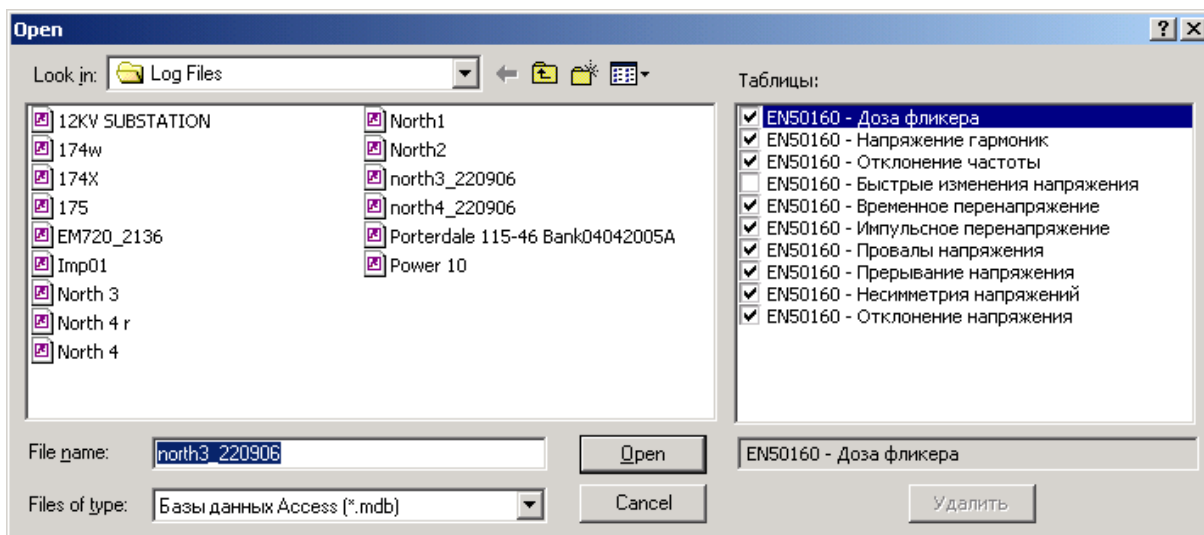 Open
Look in: Log Files
Таблицы:
12KV SUBSTATION
174w
174X
175
EM720_2136
Imp01
North 3
North 4 r
North 4
North1
North2
north3_220906
north4_220906
Porterdale 115-46 Bank04042005A
Power 10
EN50160 - Доза фликера
EN50160 - Напряжение гармоник
EN50160 - Отклонение частоты
EN50160 - Быстрые изменения напряжения
EN50160 - Временное перенапряжение
EN50160 - Импульсное перенапряжение
EN50160 - Провалы напряжения
EN50160 - Прерывание напряжения
EN50160 - Несимметрия напряжений
EN50160 - Отклонение напряжения
File name: north3_220906 Open EN50160 - Доза фликера
Files of type: Базы данных Access (*.mdb) Cancel Удалить